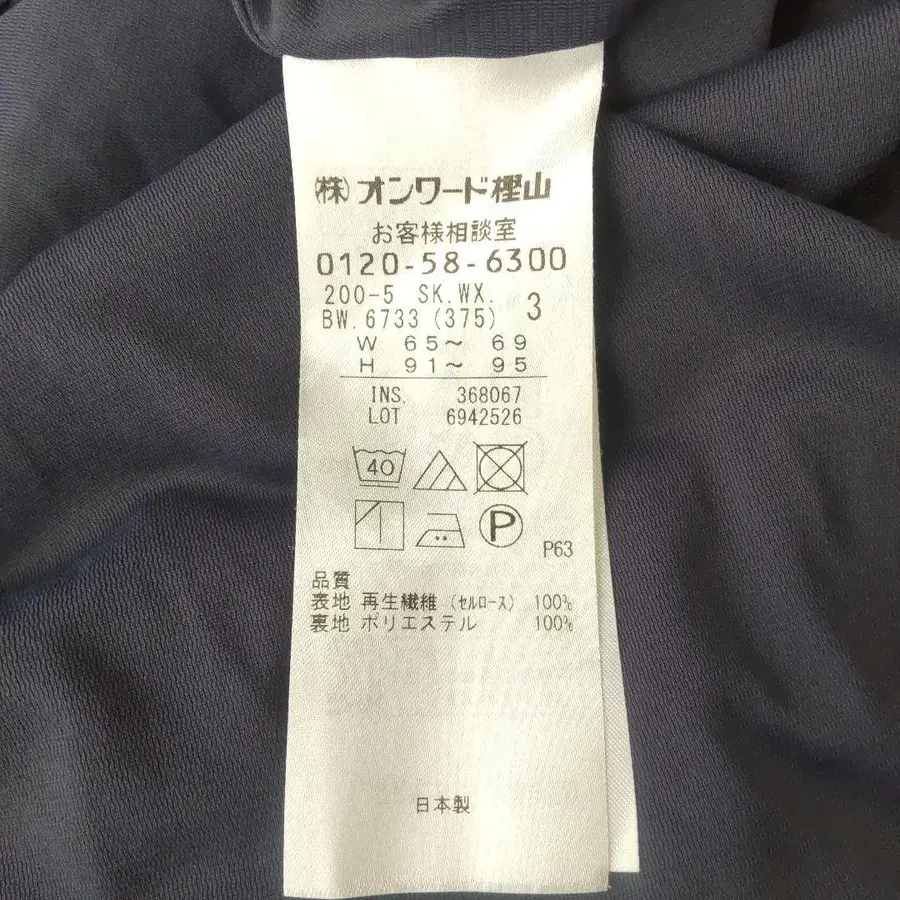 ㈱オンワード樫山
お客様相談室
0120-58-6300
200-5 SK.WX.
BW.6733 (375) 3
W 65〜 69
H 91〜 95
INS. 368067
LOT 6942526
40
P
P63
品質
表地 再生繊維 (セルロース) 100%
裏地 ポリエステル 100%
日本製